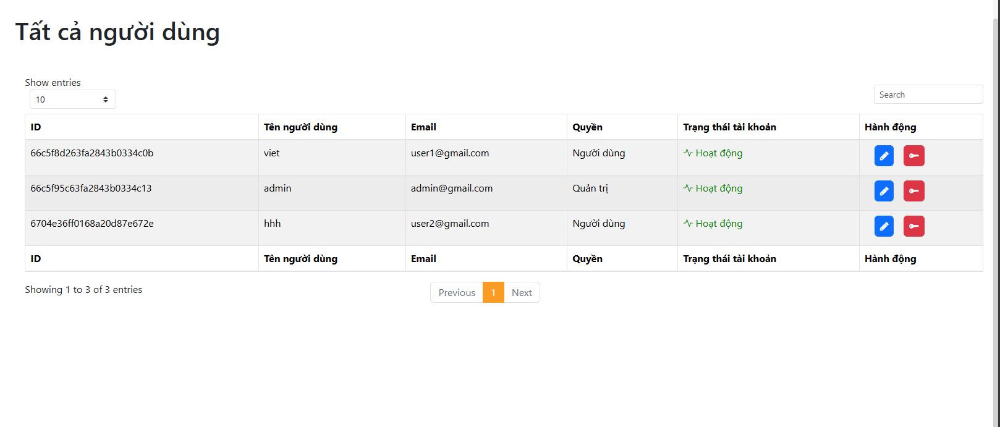 Tất cả người dùng
Show entries
10
Search
ID Tên người dùng Email Quyền Trạng thái tài khoản Hành động
66c5f8d263fa2843b0334c0b viet user1@gmail.com Người dùng Hoạt động
66c5f95c63fa2843b0334c13 admin admin@gmail.com Quản trị Hoạt động
6704e36ff0168a20d87e672e hhh user2@gmail.com Người dùng Hoạt động
ID Tên người dùng Email Quyền Trạng thái tài khoản Hành động
Showing 1 to 3 of 3 entries Previous 1 Next